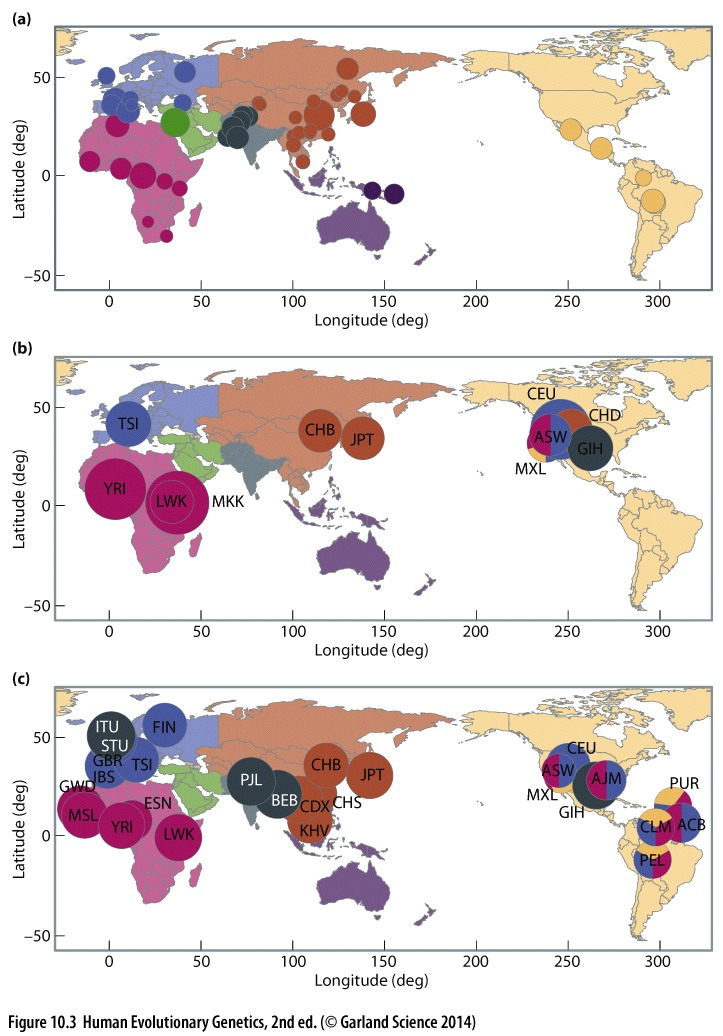 (a)
50
0
−50
Latitude (deg)
0 50 100 150 200 250 300
Longitude (deg)
(b)
50
0
−50
Latitude (deg)
TSI
YRI
LWK
MKK
CHB
JPT
CEU
CHD
ASW
GIH
MXL
0 50 100 150 200 250 300
Longitude (deg)
(c)
50
0
−50
Latitude (deg)
ITU
STU
FIN
GBR
TSI
IBS
GWD
MSL
ESN
YRI
LWK
PJL
BEB
CHB
JPT
CDX
CHS
KHV
CEU
ASW
AJM
MXL
GIH
PUR
CLM
ACB
PEL
0 50 100 150 200 250 300
Longitude (deg)
Figure 10.3 Human Evolutionary Genetics, 2nd ed. (© Garland Science 2014)